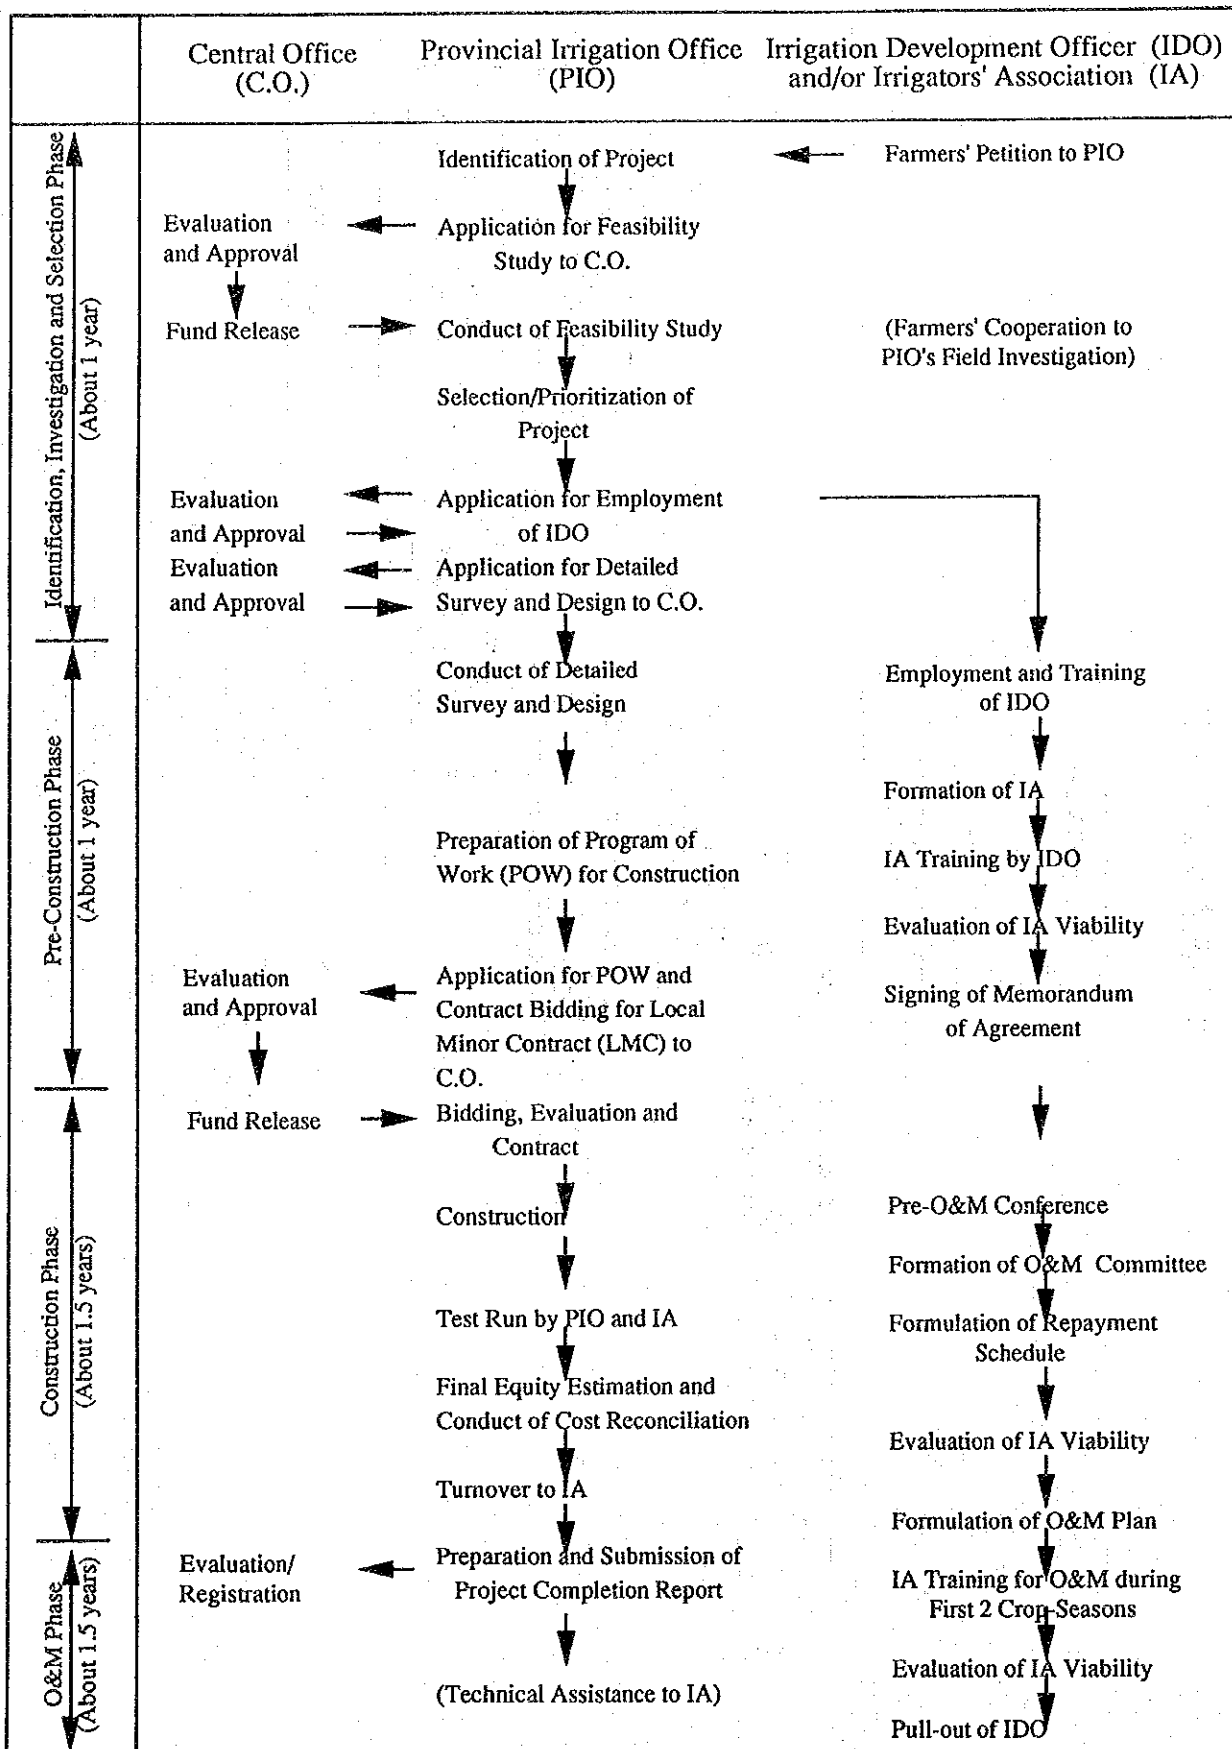 Central Office
(C.O.)
Provincial Irrigation Office
(PIO)
Irrigation Development Officer (IDO)
and/or Irrigators' Association (IA)
Identification, Investigation and Selection Phase
(About 1 year)
Identification of Project
Farmers' Petition to PIO
Evaluation
and Approval
Application for Feasibility
Study to C.O.
Fund Release
Conduct of Feasibility Study
(Farmers' Cooperation to
PIO's Field Investigation)
Selection/Prioritization of
Project
Evaluation
and Approval
Application for Employment
of IDO
Evaluation
and Approval
Application for Detailed
Survey and Design to C.O.
Pre-Construction Phase
(About 1 year)
Conduct of Detailed
Survey and Design
Employment and Training
of IDO
Formation of IA
Preparation of Program of
Work (POW) for Construction
IA Training by IDO
Evaluation of IA Viability
Evaluation
and Approval
Application for POW and
Contract Bidding for Local
Minor Contract (LMC) to
C.O.
Signing of Memorandum
of Agreement
Construction Phase
(About 1.5 years)
Fund Release
Bidding, Evaluation and
Contract
Construction
Pre-O&M Conference
Formation of O&M Committee
Test Run by PIO and IA
Formulation of Repayment
Schedule
Final Equity Estimation and
Conduct of Cost Reconciliation
Evaluation of IA Viability
Turnover to IA
Formulation of O&M Plan
O&M Phase
(About 1.5 years)
Evaluation/
Registration
Preparation and Submission of
Project Completion Report
IA Training for O&M during
First 2 Crop-Seasons
Evaluation of IA Viability
(Technical Assistance to IA)
Pull-out of IDO